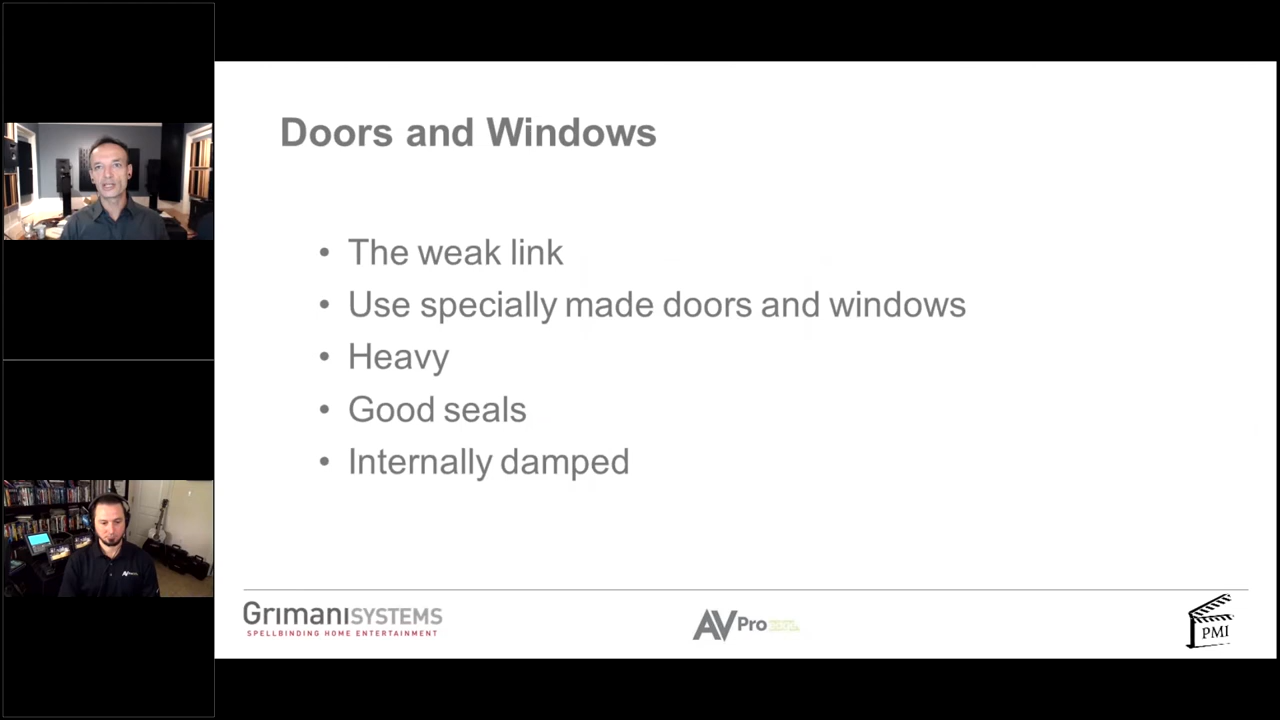 Doors and Windows
• The weak link
• Use specially made doors and windows
• Heavy
• Good seals
• Internally damped
GrimaniSYSTEMS
SPELLBINDING HOME ENTERTAINMENT
AVPro
PMI